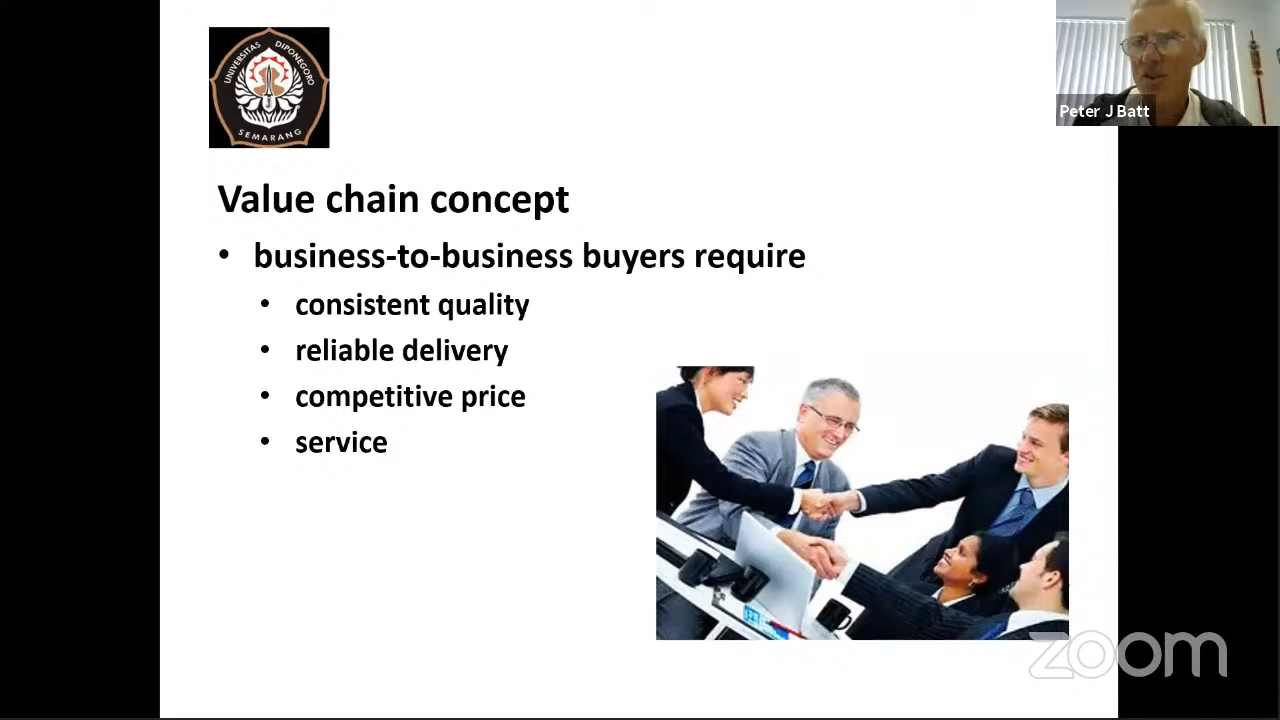 UNIVERSITAS DIPONEGORO
SEMARANG
Peter J Batt
Value chain concept
• business-to-business buyers require
• consistent quality
• reliable delivery
• competitive price
• service
zoom